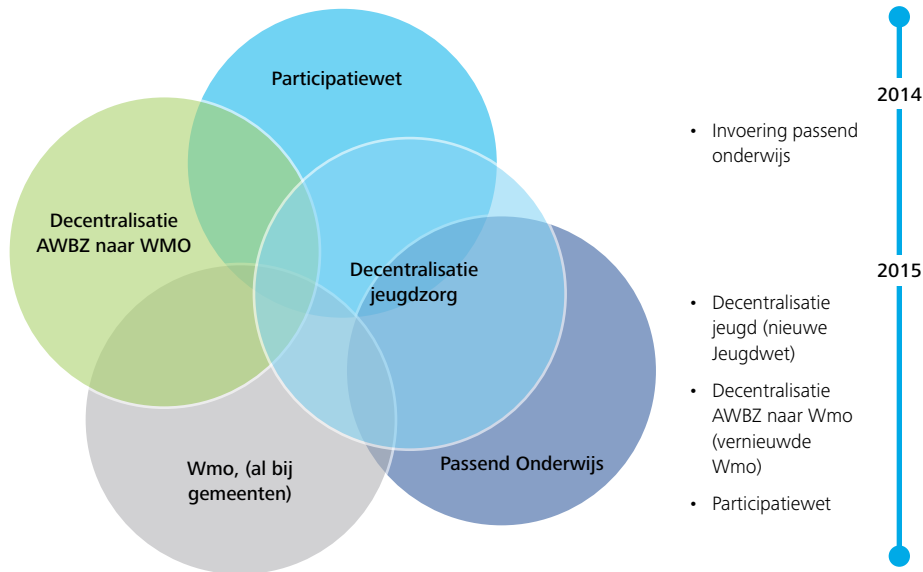 Participatiewet
Decentralisatie
AWBZ naar WMO
Decentralisatie
jeugdzorg
Wmo, (al bij
gemeenten)
Passend Onderwijs
2014
• Invoering passend
onderwijs
2015
• Decentralisatie
jeugd (nieuwe
Jeugdwet)
• Decentralisatie
AWBZ naar Wmo
(vernieuwde
Wmo)
• Participatiewet